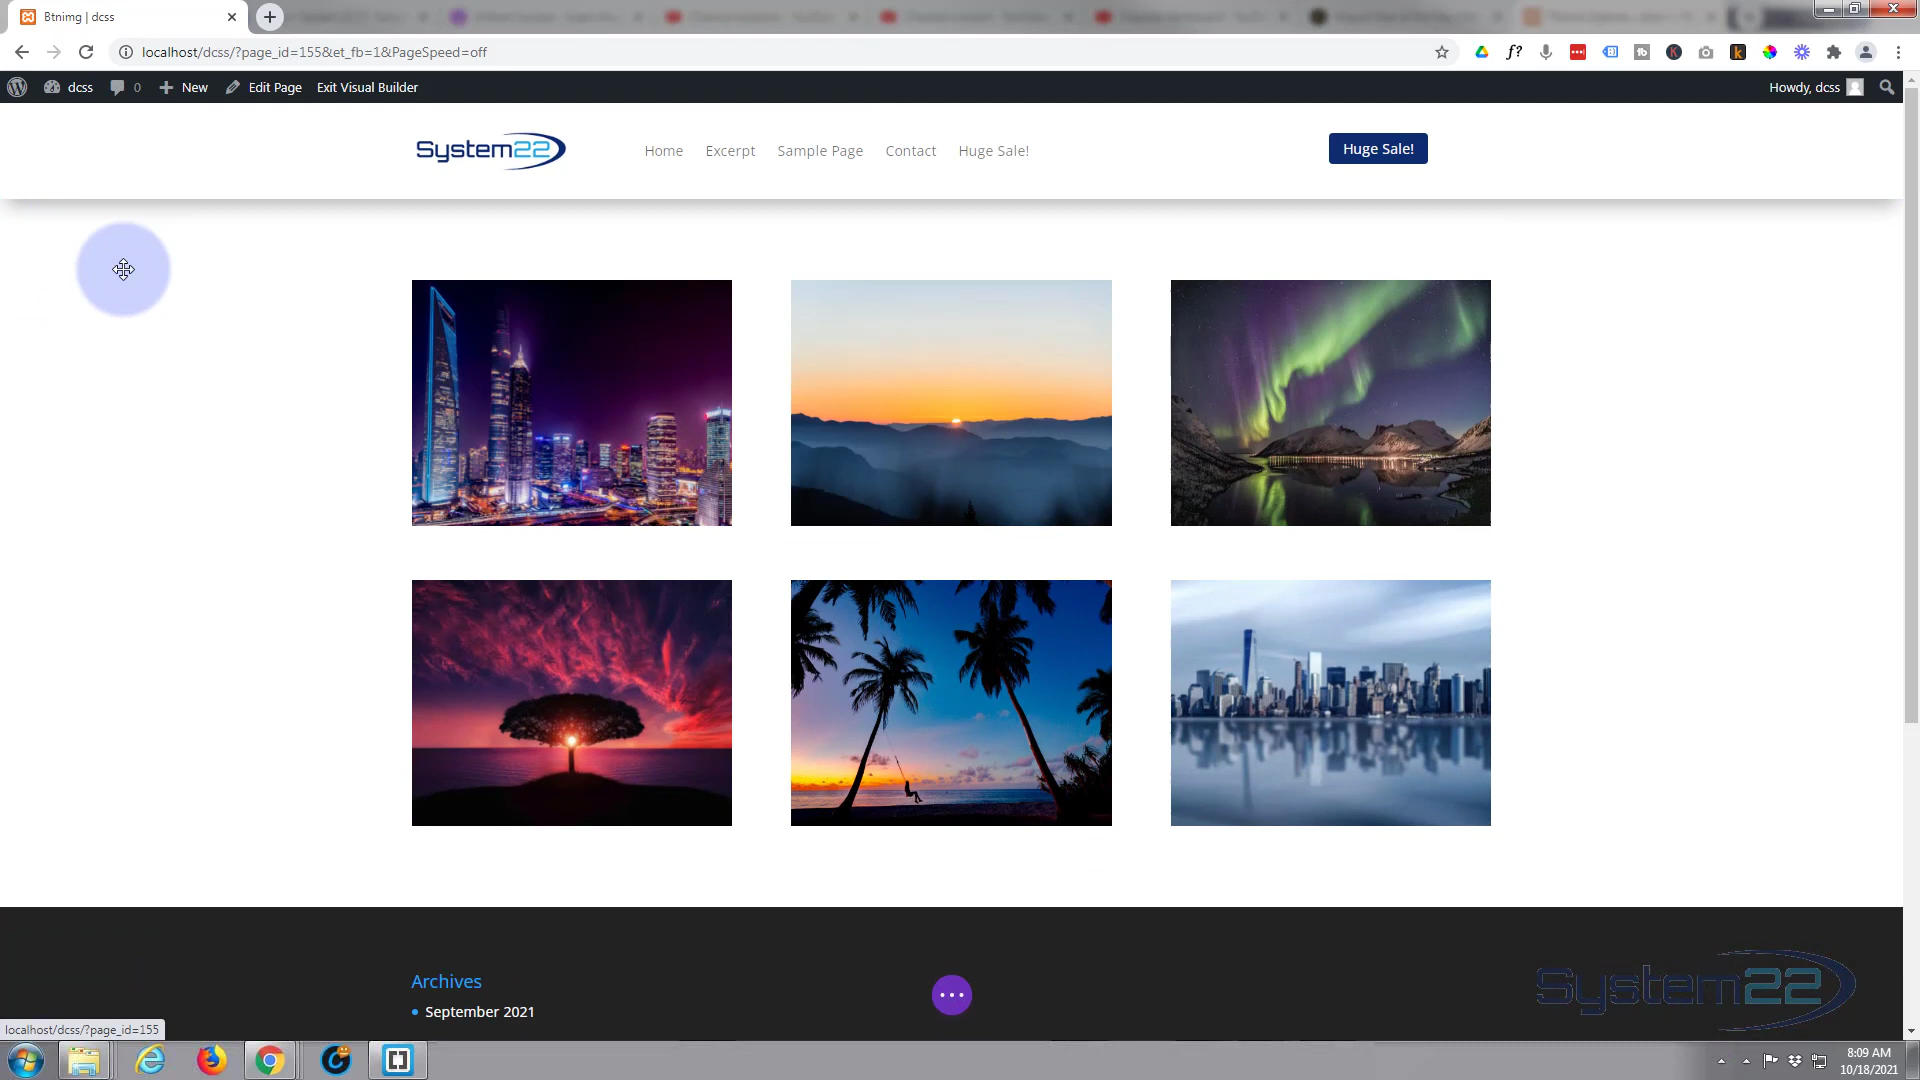 Btnimg | dcss
localhost/dcss/?page_id=155&et_fb=1&PageSpeed=off
dcss 0 New Edit Page Exit Visual Builder Howdy, dcss
System22 Home Excerpt Sample Page Contact Huge Sale! Huge Sale!
Archives
September 2021
System22
localhost/dcss/?page_id=155
8:09 AM
10/18/2021